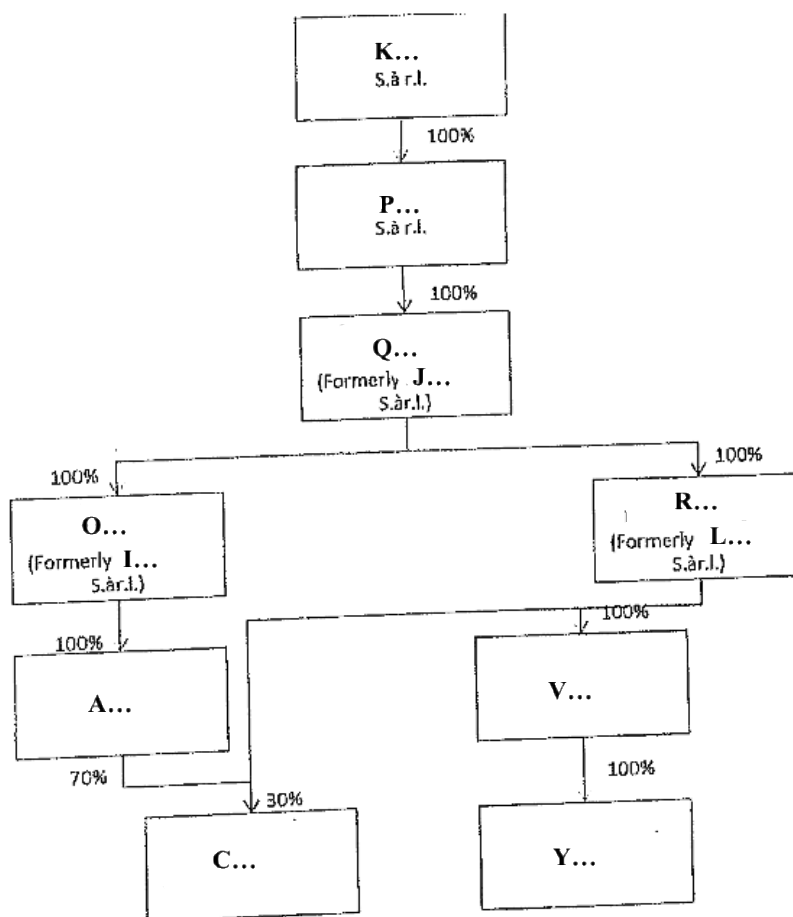 K...
S.à r.l.
100%
P...
S.à r.l.
100%
Q...
(Formerly J...
S.àr.l.)
100%
100%
O...
(Formerly I...
S.àr.l.)
R...
(Formerly L...
S.àr.l.)
100%
100%
A...
V...
70%
30%
100%
C...
Y...